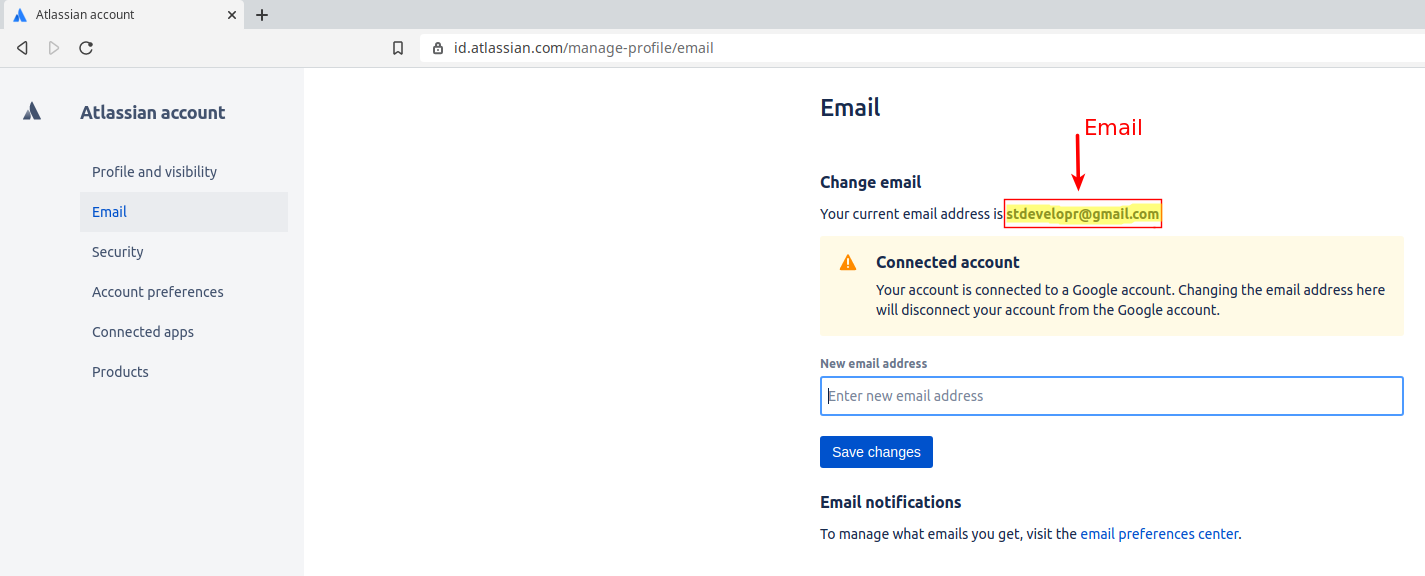 Atlassian account
id.atlassian.com/manage-profile/email
Atlassian account
Profile and visibility
Email
Security
Account preferences
Connected apps
Products
Email
Email
Change email
Your current email address is stdevelopr@gmail.com
Connected account
Your account is connected to a Google account. Changing the email address here
will disconnect your account from the Google account.
New email address
Enter new email address
Save changes
Email notifications
To manage what emails you get, visit the email preferences center.